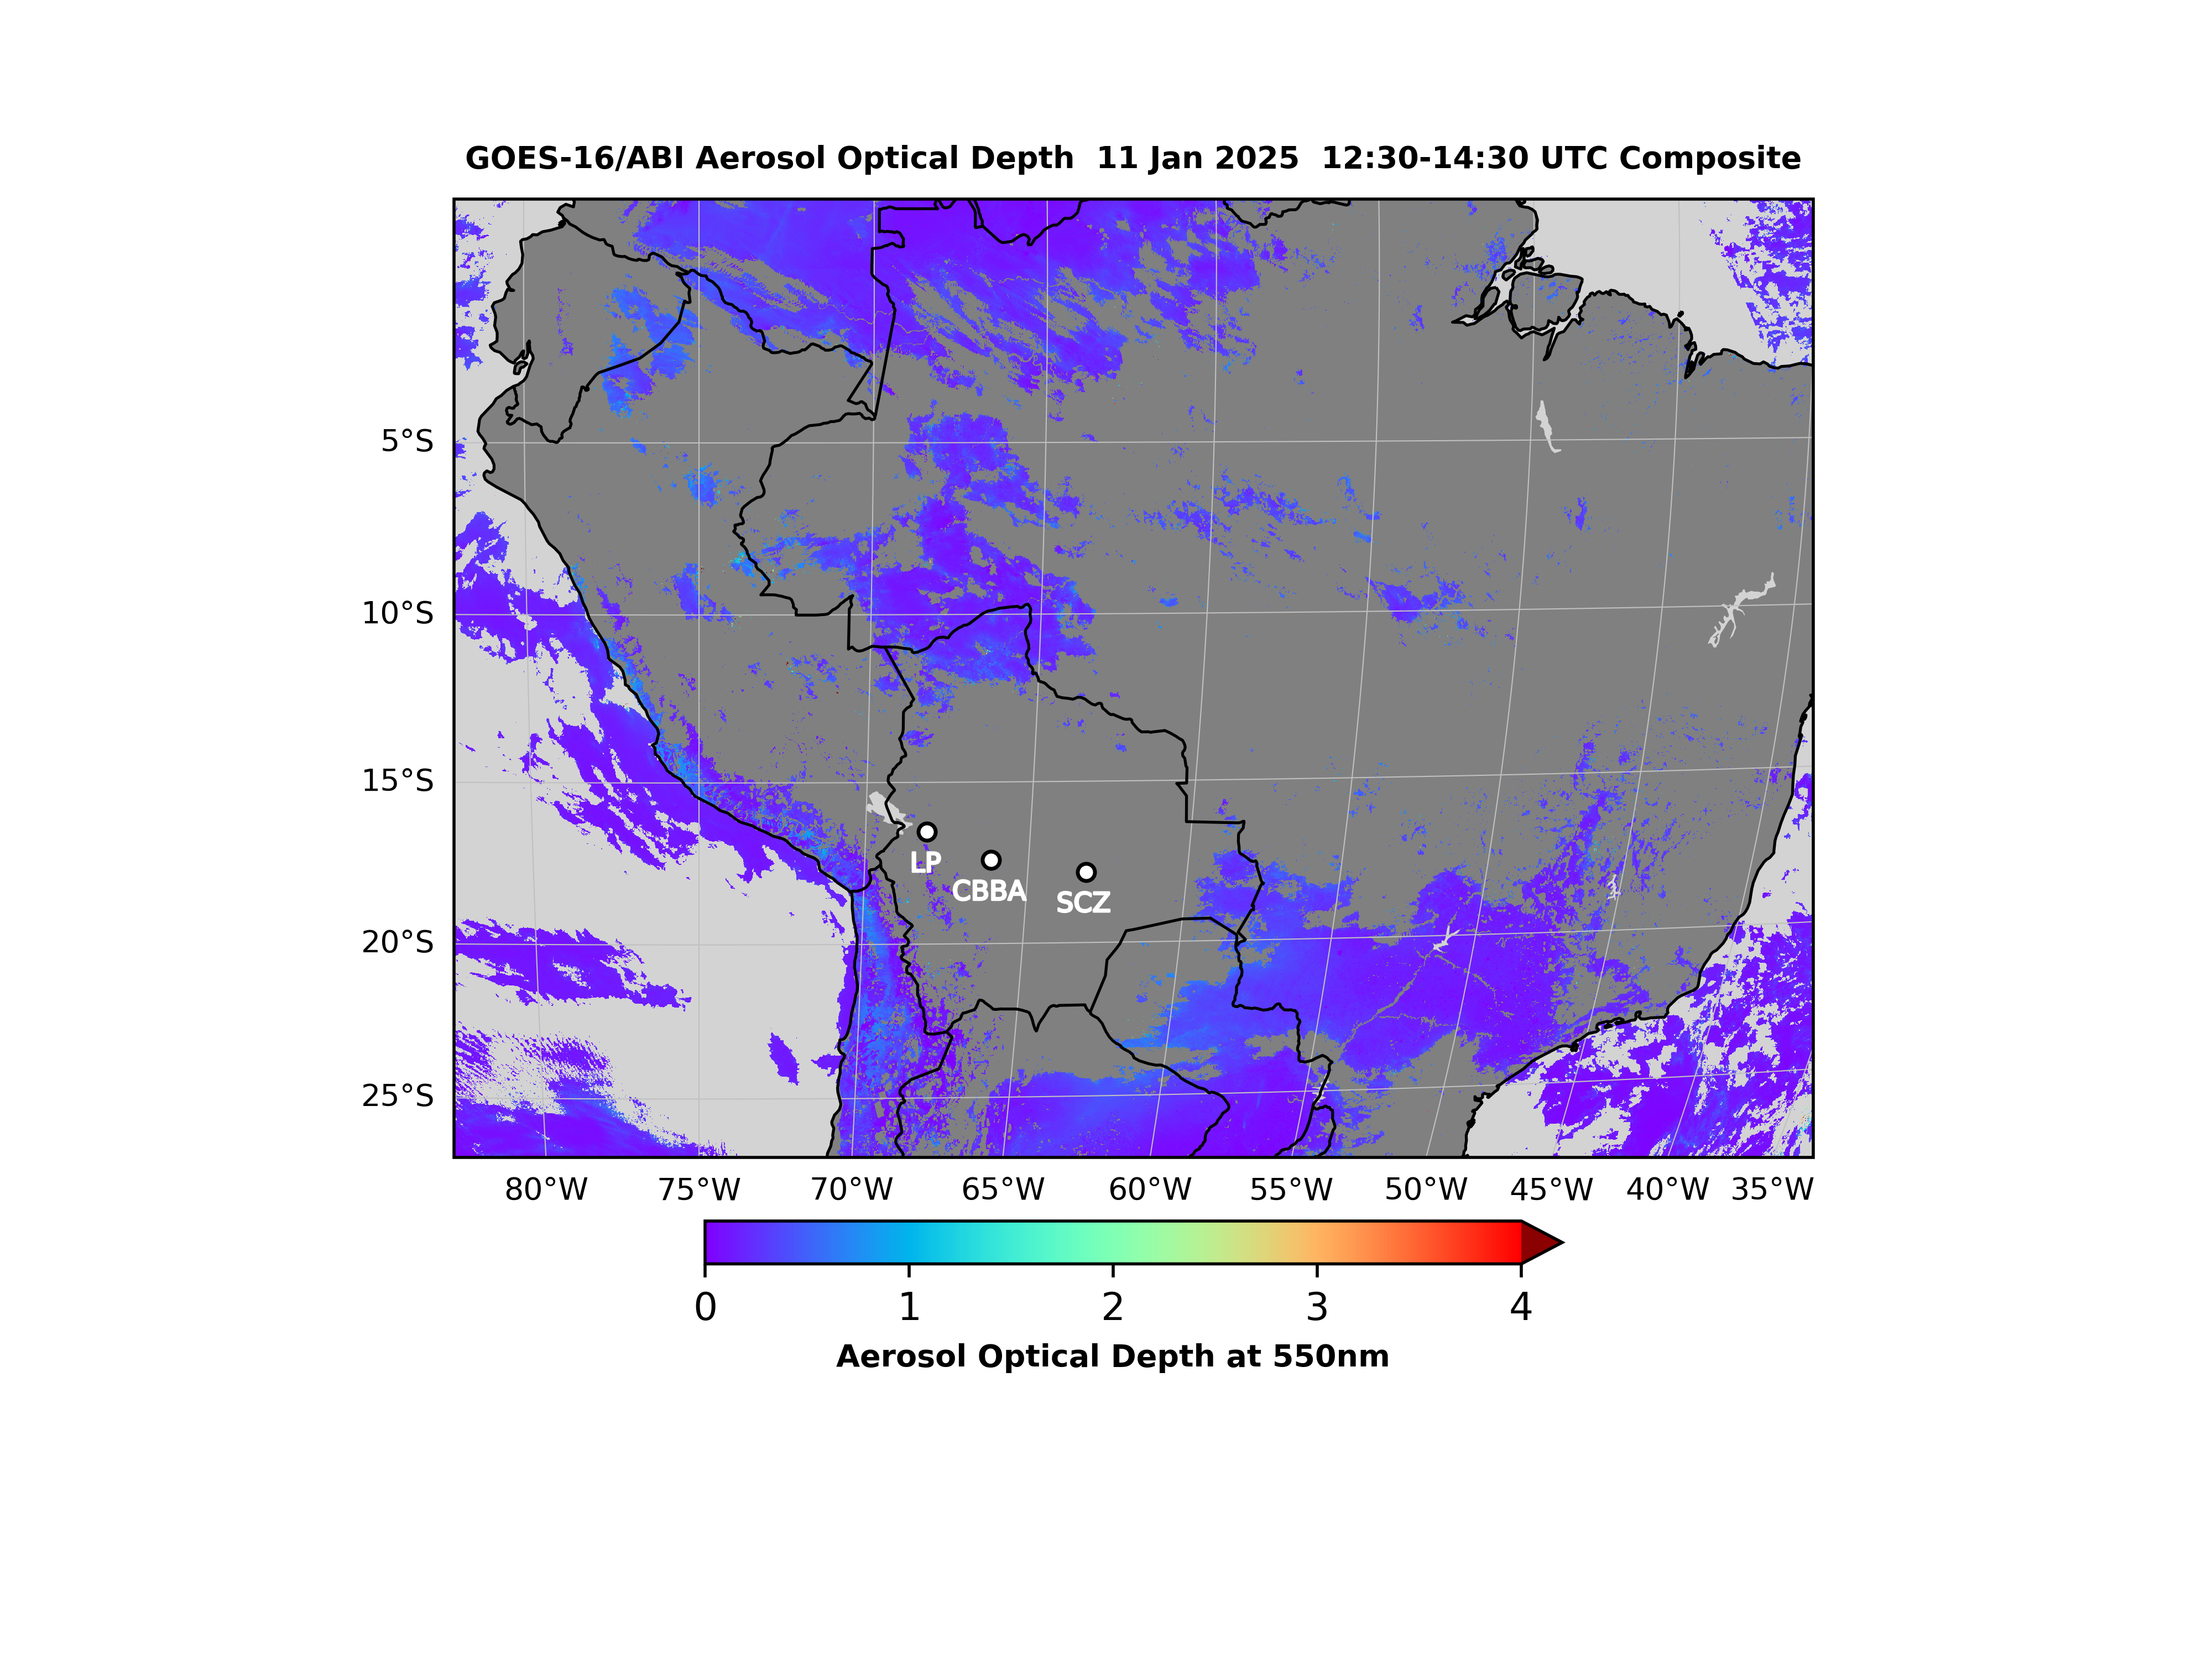 GOES-16/ABI Aerosol Optical Depth  11 Jan 2025  12:30-14:30 UTC Composite
5°S
10°S
15°S
LP
CBBA
SCZ
20°S
25°S
80°W 75°W 70°W 65°W 60°W 55°W 50°W 45°W 40°W 35°W
0 1 2 3 4
Aerosol Optical Depth at 550nm